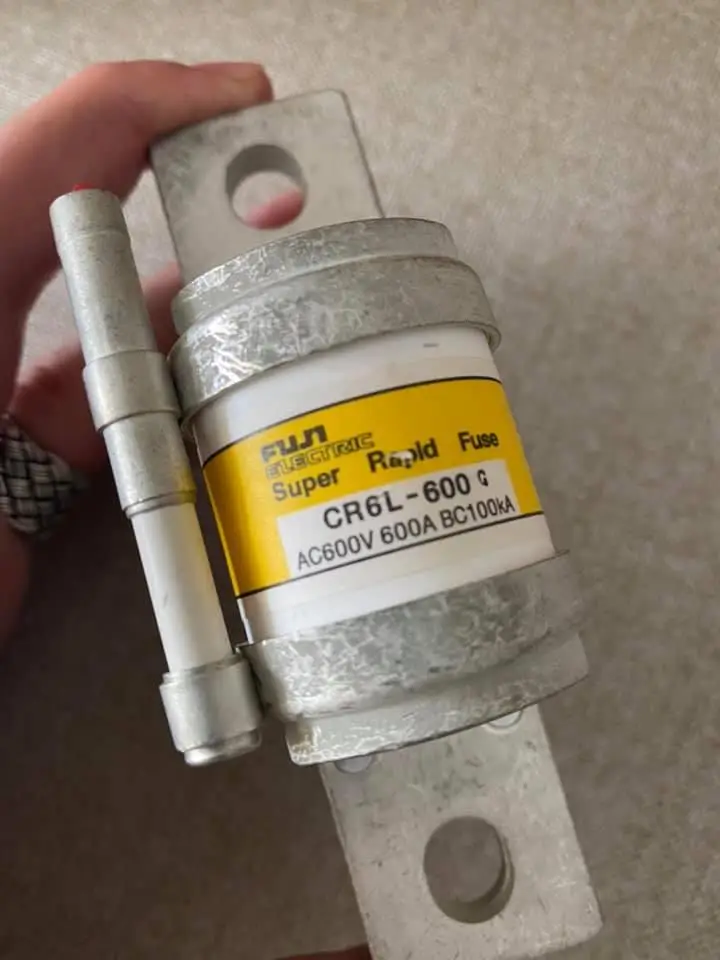 FUJI
ELECTRIC
Super Rapid Fuse
CR6L-600 G
AC600V 600A BC100kA